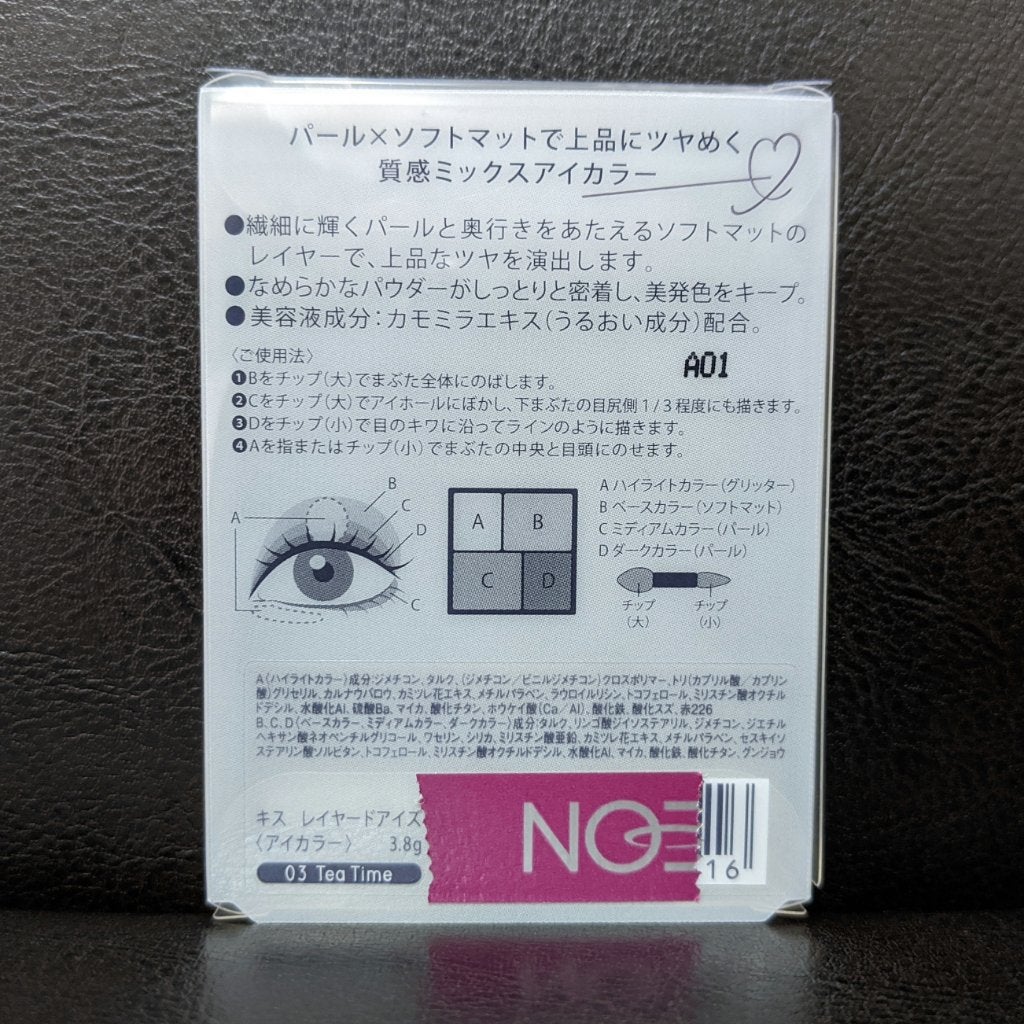 パール×ソフトマットで上品にツヤめく
質感ミックスアイカラー
●繊細に輝くパールと奥行きをあたえるソフトマットの
レイヤーで、上品なツヤを演出します。
●なめらかなパウダーがしっとりと密着し、美発色をキープ。
●美容液成分：カモミラエキス（うるおい成分）配合。
〈ご使用法〉
A01
❶Bをチップ（大）でまぶた全体にのばします。
❷Cをチップ（大）でアイホールにぼかし、下まぶたの目尻側1/3程度にも描きます。
❸Dをチップ（小）で目のキワに沿ってラインのように描きます。
❹Aを指またはチップ（小）でまぶたの中央と目頭にのせます。
A
B
C
D
C
A B
C D
A ハイライトカラー（グリッター）
B ベースカラー（ソフトマット）
C ミディアムカラー（パール）
D ダークカラー（パール）
チップ（大）
チップ（小）
A（ハイライトカラー）成分：ジメチコン、タルク、（ジメチコン／ビニルジメチコン）クロスポリマー、トリ（カプリル酸／カプリン
酸）グリセリル、カルナウバロウ、カミツレ花エキス、メチルパラベン、ラウロイルリシン、トコフェロール、ミリスチン酸オクチル
ドデシル、水酸化Al、硫酸Ba、マイカ、酸化チタン、ホウケイ酸（Ca／Al）、酸化鉄、酸化スズ、赤226
B、C、D（ベースカラー、ミディアムカラー、ダークカラー）成分：タルク、リンゴ酸ジイソステアリル、ジメチコン、ジエチル
ヘキサン酸ネオペンチルグリコール、ワセリン、シリカ、ミリスチン酸亜鉛、カミツレ花エキス、メチルパラベン、セスキイソ
ステアリン酸ソルビタン、トコフェロール、ミリスチン酸オクチルドデシル、水酸化Al、マイカ、酸化鉄、酸化チタン、グンジョウ
キス レイヤードアイズ
〈アイカラー〉 3.8g
03 Tea Time
16